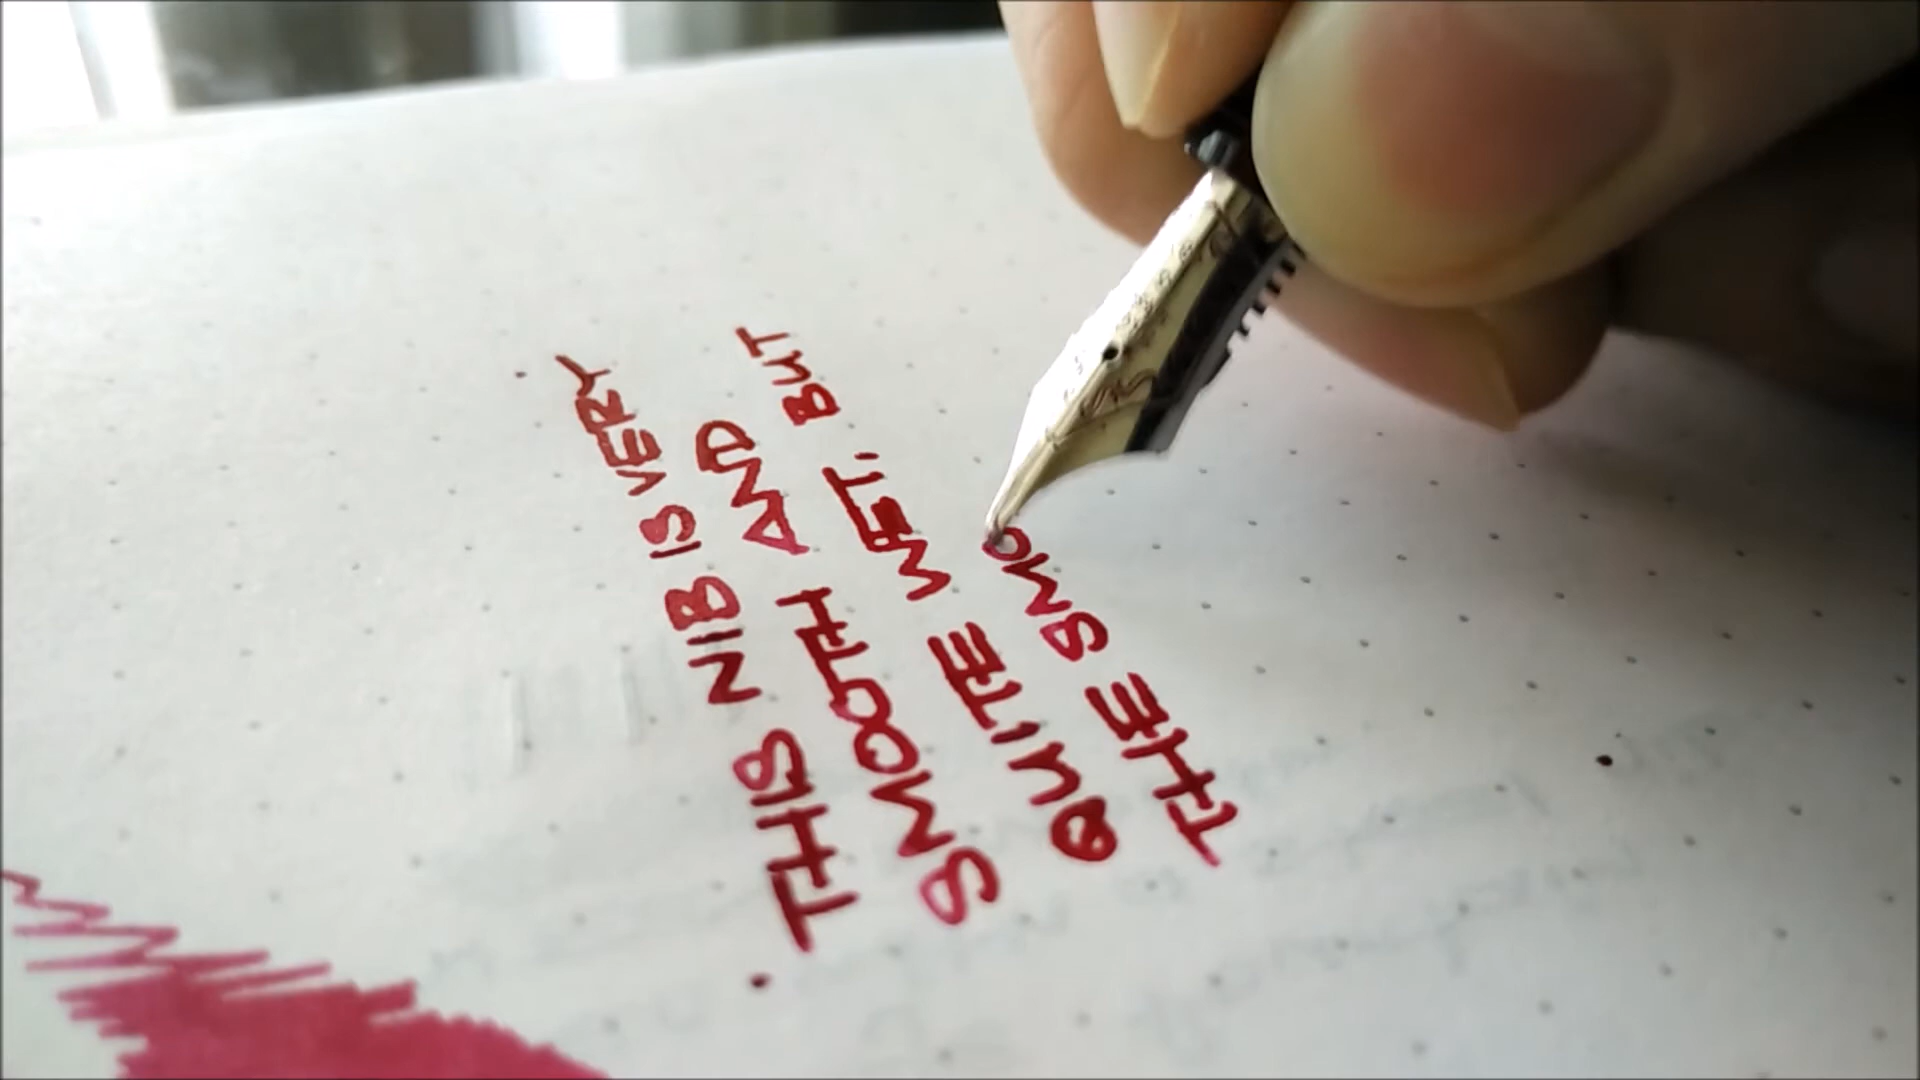 THIS NIB IS VERY
SMOOTH AND
QUITE WET, BUT
THE SMO